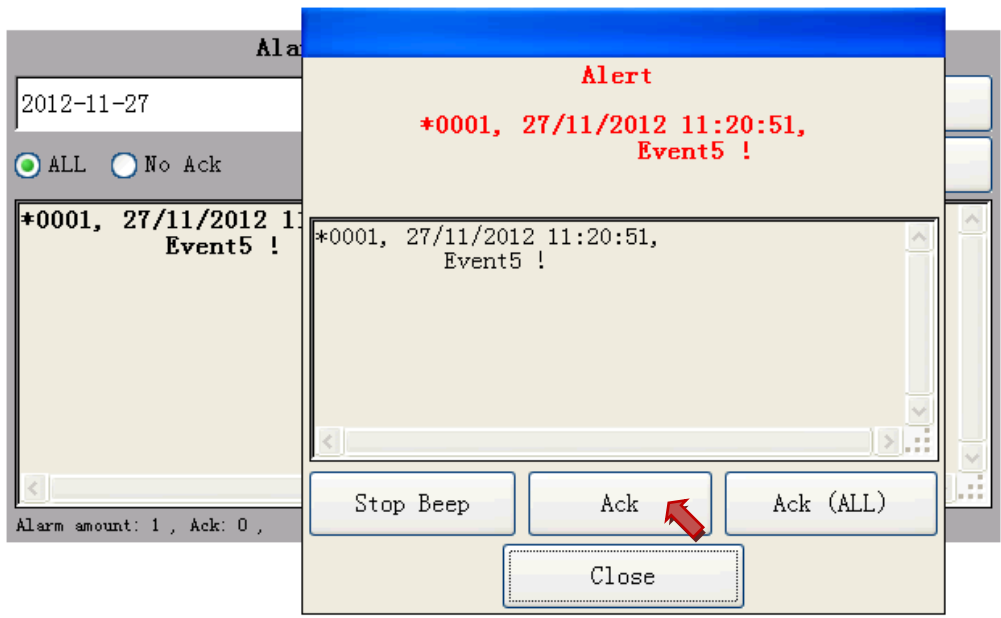 Ala
2012-11-27
ALL No Ack
*0001, 27/11/2012 11
Event5 !
Alarm amount: 1 , Ack: 0 ,
Alert
*0001, 27/11/2012 11:20:51,
Event5 !
*0001, 27/11/2012 11:20:51,
Event5 !
Stop Beep Ack Ack (ALL)
Close